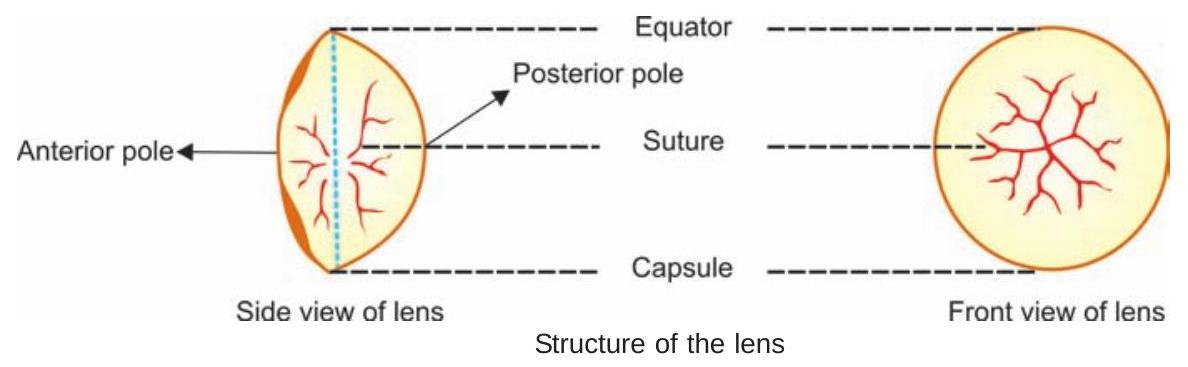 Equator
Posterior pole
Suture
Anterior pole
Capsule
Side view of lens
Front view of lens
Structure of the lens